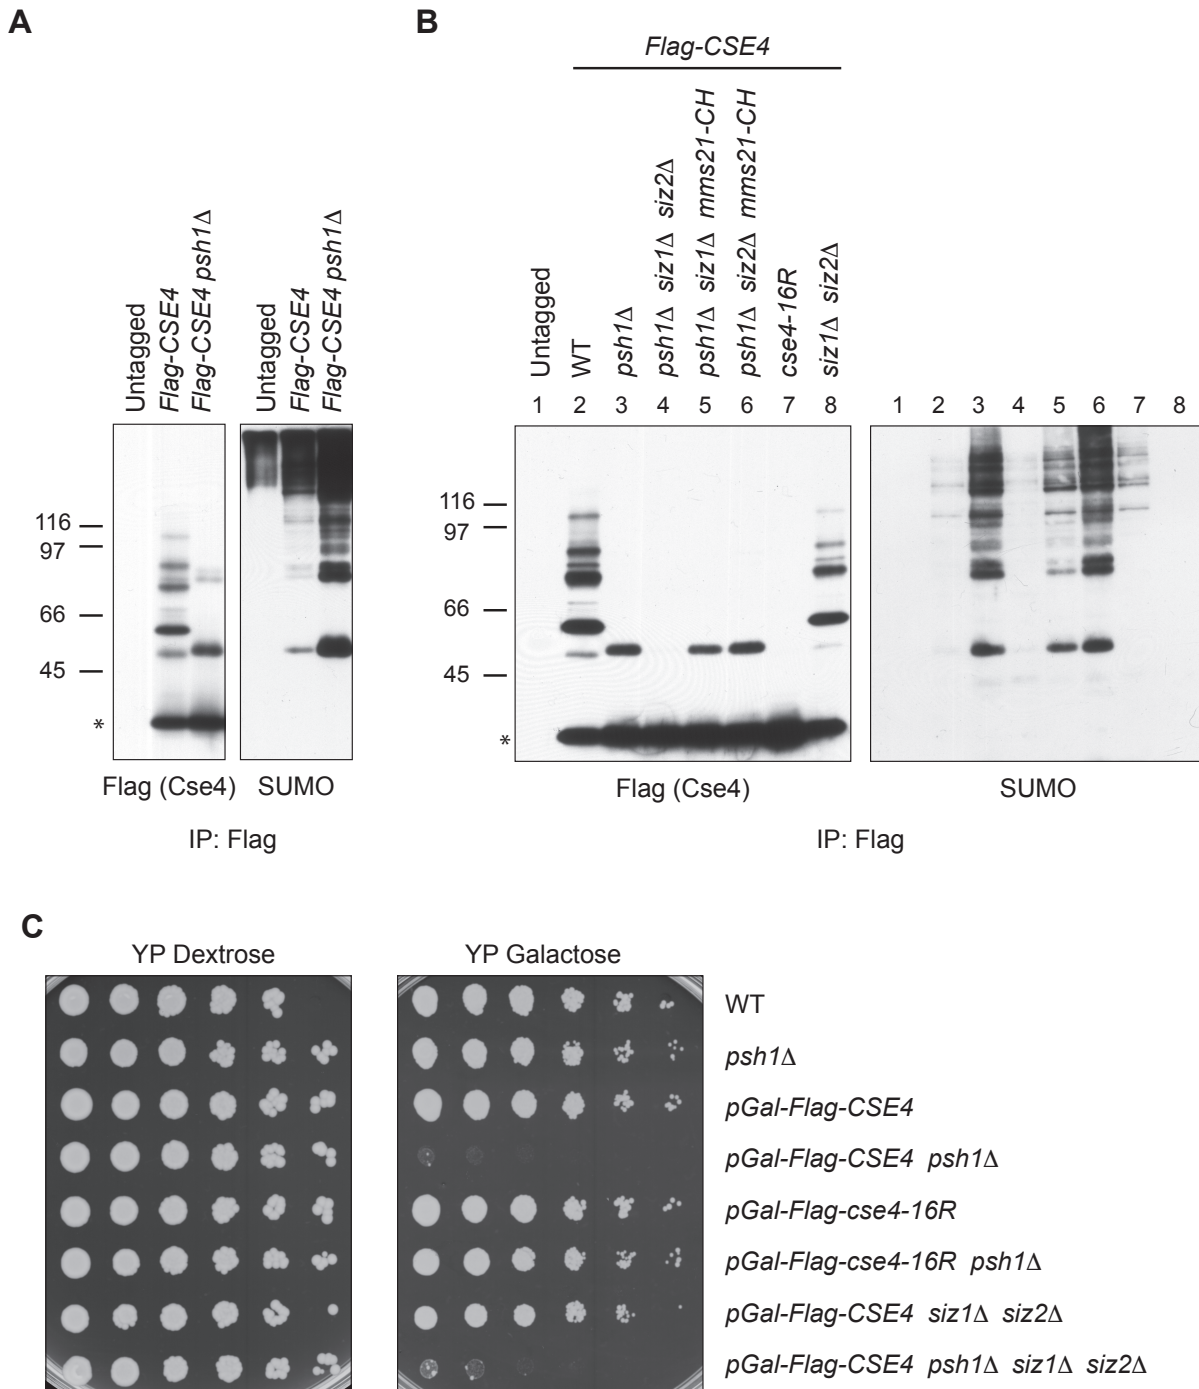 A
Untagged
Flag-CSE4
Flag-CSE4 psh1Δ
Untagged
Flag-CSE4
Flag-CSE4 psh1Δ
116
97
66
45
*
Flag (Cse4)
SUMO
IP: Flag
B
Flag-CSE4
Untagged
WT
psh1Δ
psh1Δ siz1Δ siz2Δ
psh1Δ siz1Δ mms21-CH
psh1Δ siz2Δ mms21-CH
cse4-16R
siz1Δ siz2Δ
1 2 3 4 5 6 7 8
1 2 3 4 5 6 7 8
116
97
66
45
*
Flag (Cse4)
SUMO
IP: Flag
C
YP Dextrose
YP Galactose
WT
psh1Δ
pGal-Flag-CSE4
pGal-Flag-CSE4 psh1Δ
pGal-Flag-cse4-16R
pGal-Flag-cse4-16R psh1Δ
pGal-Flag-CSE4 siz1Δ siz2Δ
pGal-Flag-CSE4 psh1Δ siz1Δ siz2Δ